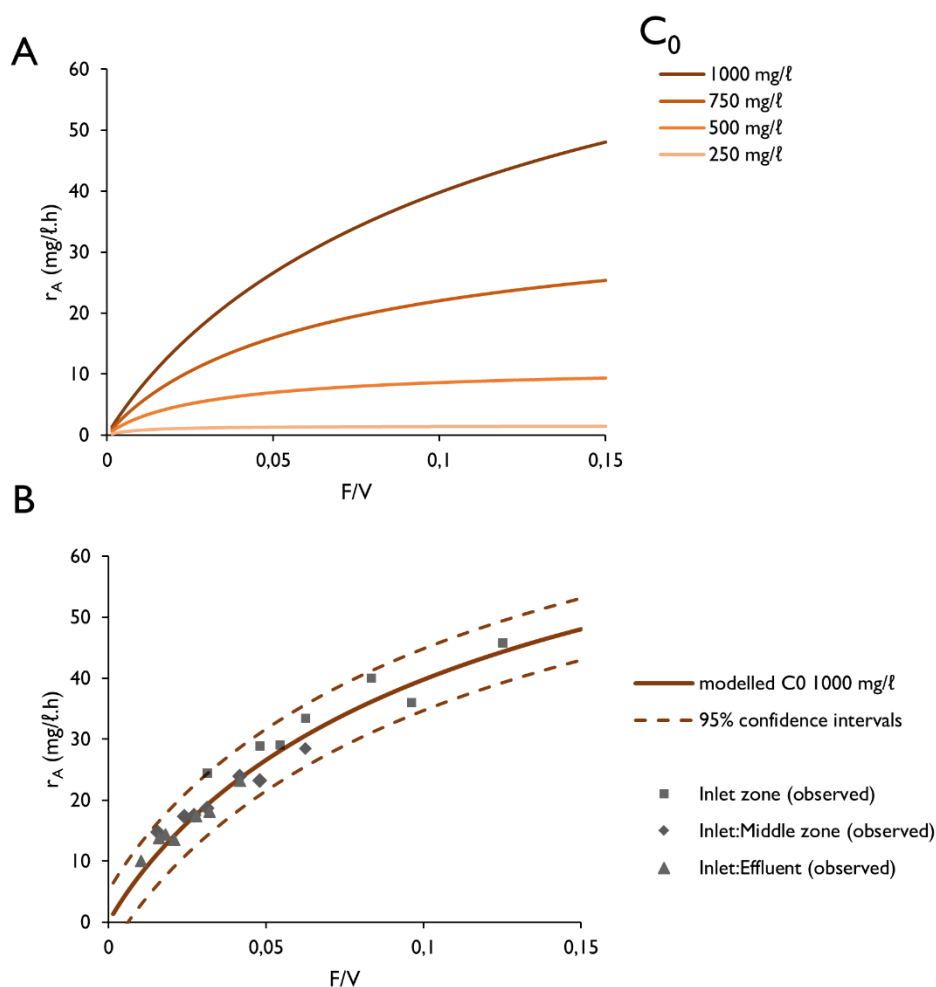 A
C₀
1000 mg/ℓ
750 mg/ℓ
500 mg/ℓ
250 mg/ℓ
60
50
40
30
20
10
0
r_A (mg/ℓ.h)
0
0,05
0,1
0,15
F/V
B
60
50
40
30
20
10
0
r_A (mg/ℓ.h)
0
0,05
0,1
0,15
F/V
modelled C0 1000 mg/ℓ
95% confidence intervals
Inlet zone (observed)
Inlet:Middle zone (observed)
Inlet:Effluent (observed)